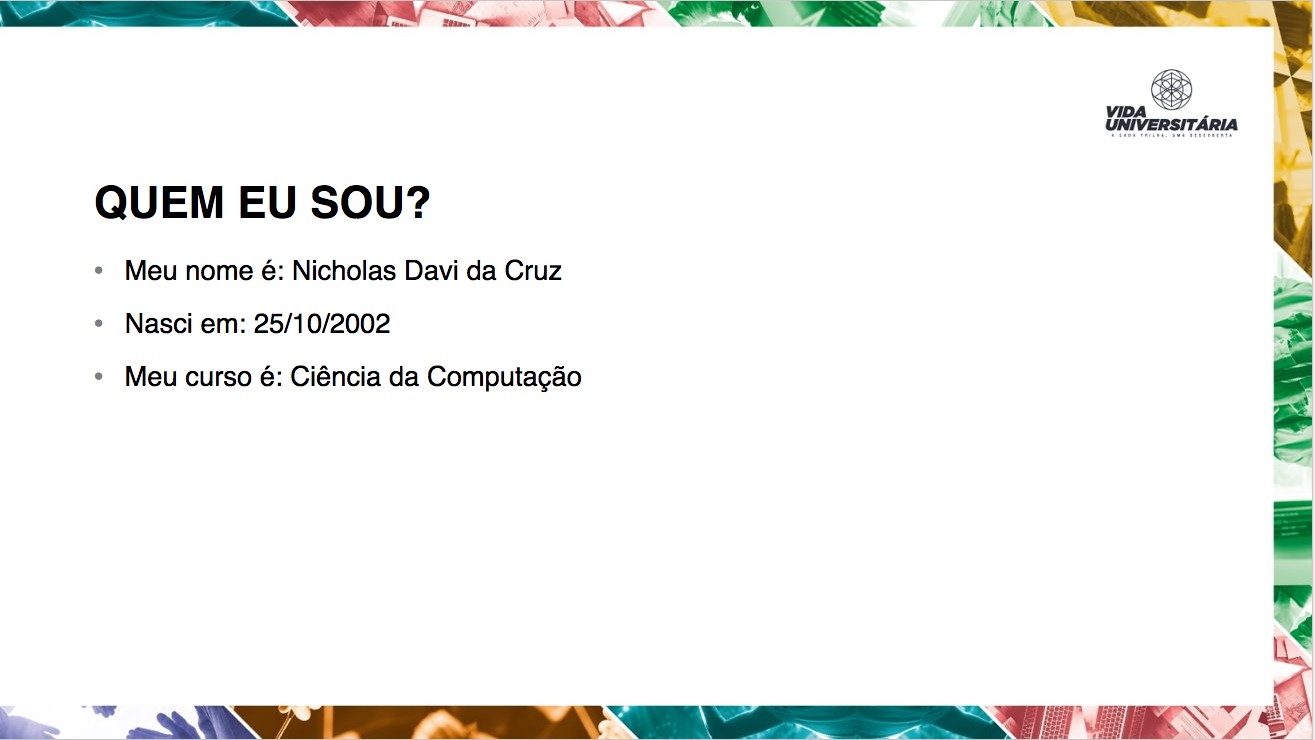 VIDA
UNIVERSITÁRIA
A CADA TRILHA, UMA DESCOBERTA
QUEM EU SOU?
• Meu nome é: Nicholas Davi da Cruz
• Nasci em: 25/10/2002
• Meu curso é: Ciência da Computação